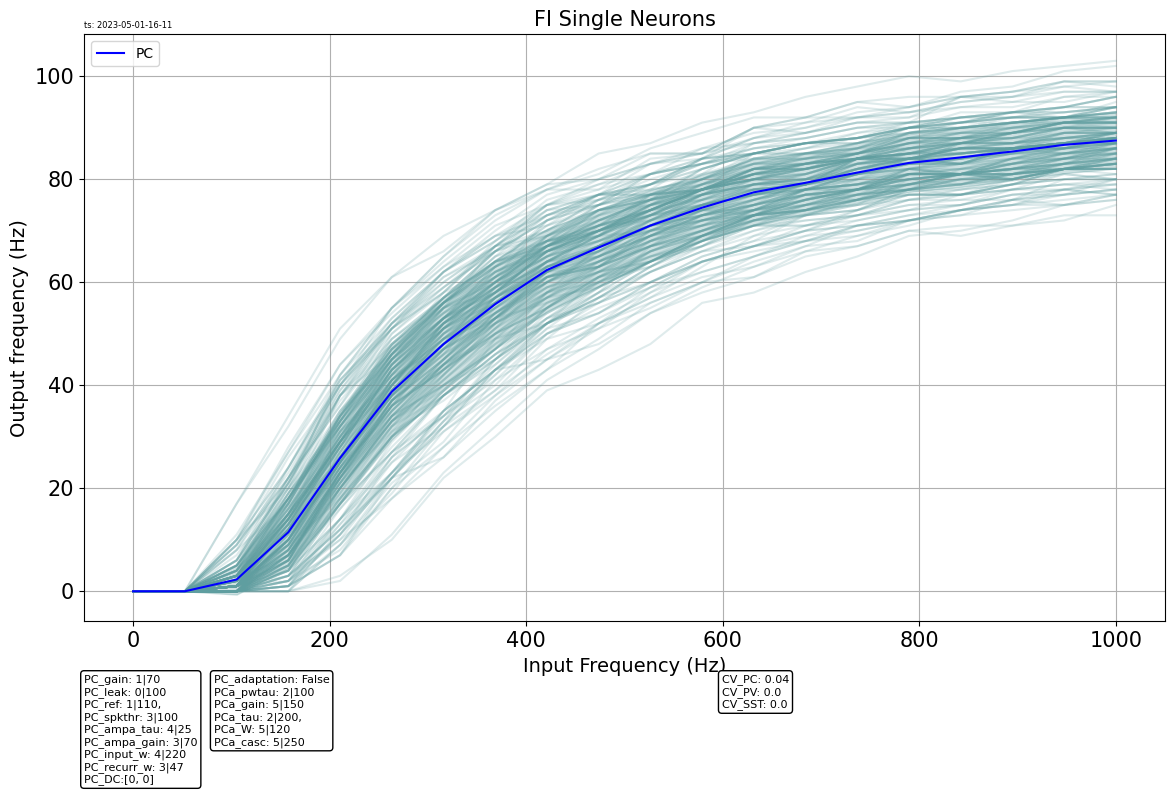 FI Single Neurons
ts: 2023-05-01-16-11
PC
100
80
60
40
20
0
Output frequency (Hz)
0 200 400 600 800 1000
Input Frequency (Hz)
PC_gain: 1|70
PC_leak: 0|100
PC_ref: 1|110,
PC_spkthr: 3|100
PC_ampa_tau: 4|25
PC_ampa_gain: 3|70
PC_input_w: 4|220
PC_recurr_w: 3|47
PC_DC:[0, 0]
PC_adaptation: False
PCa_pwtau: 2|100
PCa_gain: 5|150
PCa_tau: 2|200,
PCa_W: 5|120
PCa_casc: 5|250
CV_PC: 0.04
CV_PV: 0.0
CV_SST: 0.0